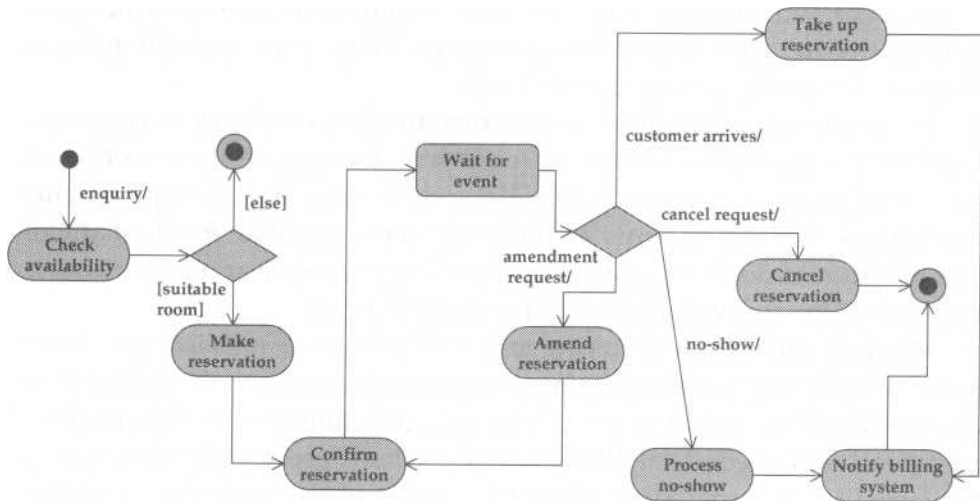 Take up
reservation
customer arrives/
Wait for
event
enquiry/
[else]
cancel request/
Check
availability
amendment
request/
Cancel
reservation
[suitable
room]
Make
reservation
Amend
reservation
no-show/
Confirm
reservation
Process
no-show
Notify billing
system